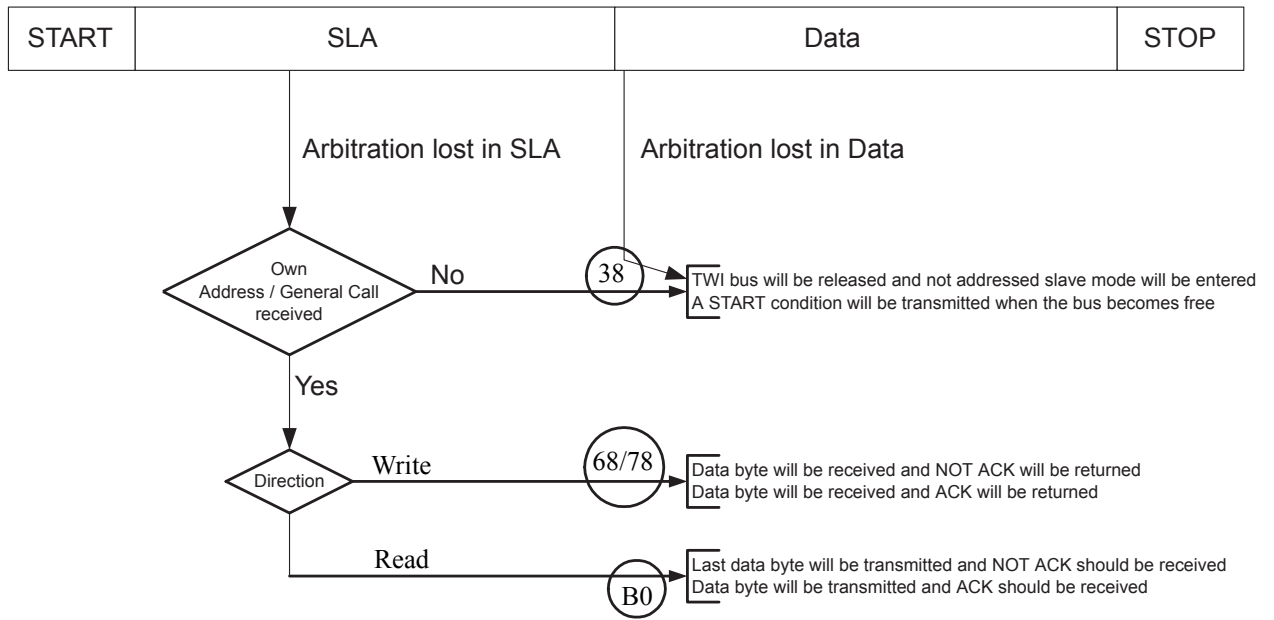 START SLA Data STOP
Arbitration lost in SLA Arbitration lost in Data
Own
Address / General Call
received
No
38
TWI bus will be released and not addressed slave mode will be entered
A START condition will be transmitted when the bus becomes free
Yes
Direction
Write
68/78
Data byte will be received and NOT ACK will be returned
Data byte will be received and ACK will be returned
Read
B0
Last data byte will be transmitted and NOT ACK should be received
Data byte will be transmitted and ACK should be received